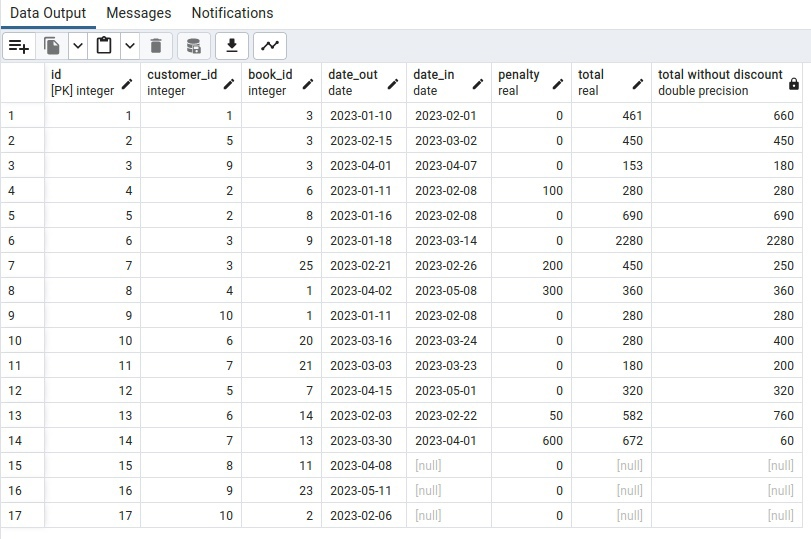 Data Output Messages Notifications
id customer_id book_id date_out date_in penalty total total without discount
[PK] integer integer integer date date real real double precision
1 1 1 3 2023-01-10 2023-02-01 0 461 660
2 2 5 3 2023-02-15 2023-03-02 0 450 450
3 3 9 3 2023-04-01 2023-04-07 0 153 180
4 4 2 6 2023-01-11 2023-02-08 100 280 280
5 5 2 8 2023-01-16 2023-02-08 0 690 690
6 6 3 9 2023-01-18 2023-03-14 0 2280 2280
7 7 3 25 2023-02-21 2023-02-26 200 450 250
8 8 4 1 2023-04-02 2023-05-08 300 360 360
9 9 10 1 2023-01-11 2023-02-08 0 280 280
10 10 6 20 2023-03-16 2023-03-24 0 280 400
11 11 7 21 2023-03-03 2023-03-23 0 180 200
12 12 5 7 2023-04-15 2023-05-01 0 320 320
13 13 6 14 2023-02-03 2023-02-22 50 582 760
14 14 7 13 2023-03-30 2023-04-01 600 672 60
15 15 8 11 2023-04-08 [null] 0 [null] [null]
16 16 9 23 2023-05-11 [null] 0 [null] [null]
17 17 10 2 2023-02-06 [null] 0 [null] [null]